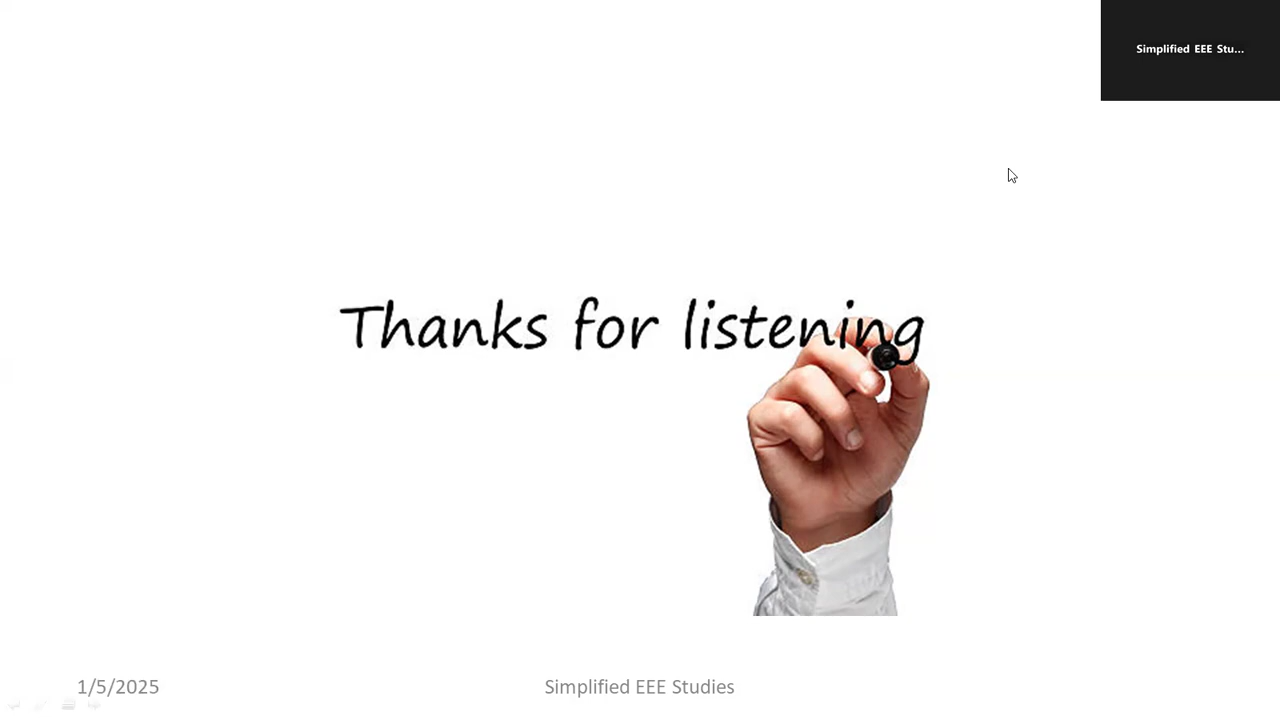 Simplified EEE Stu...
Thanks for listening
1/5/2025
Simplified EEE Studies